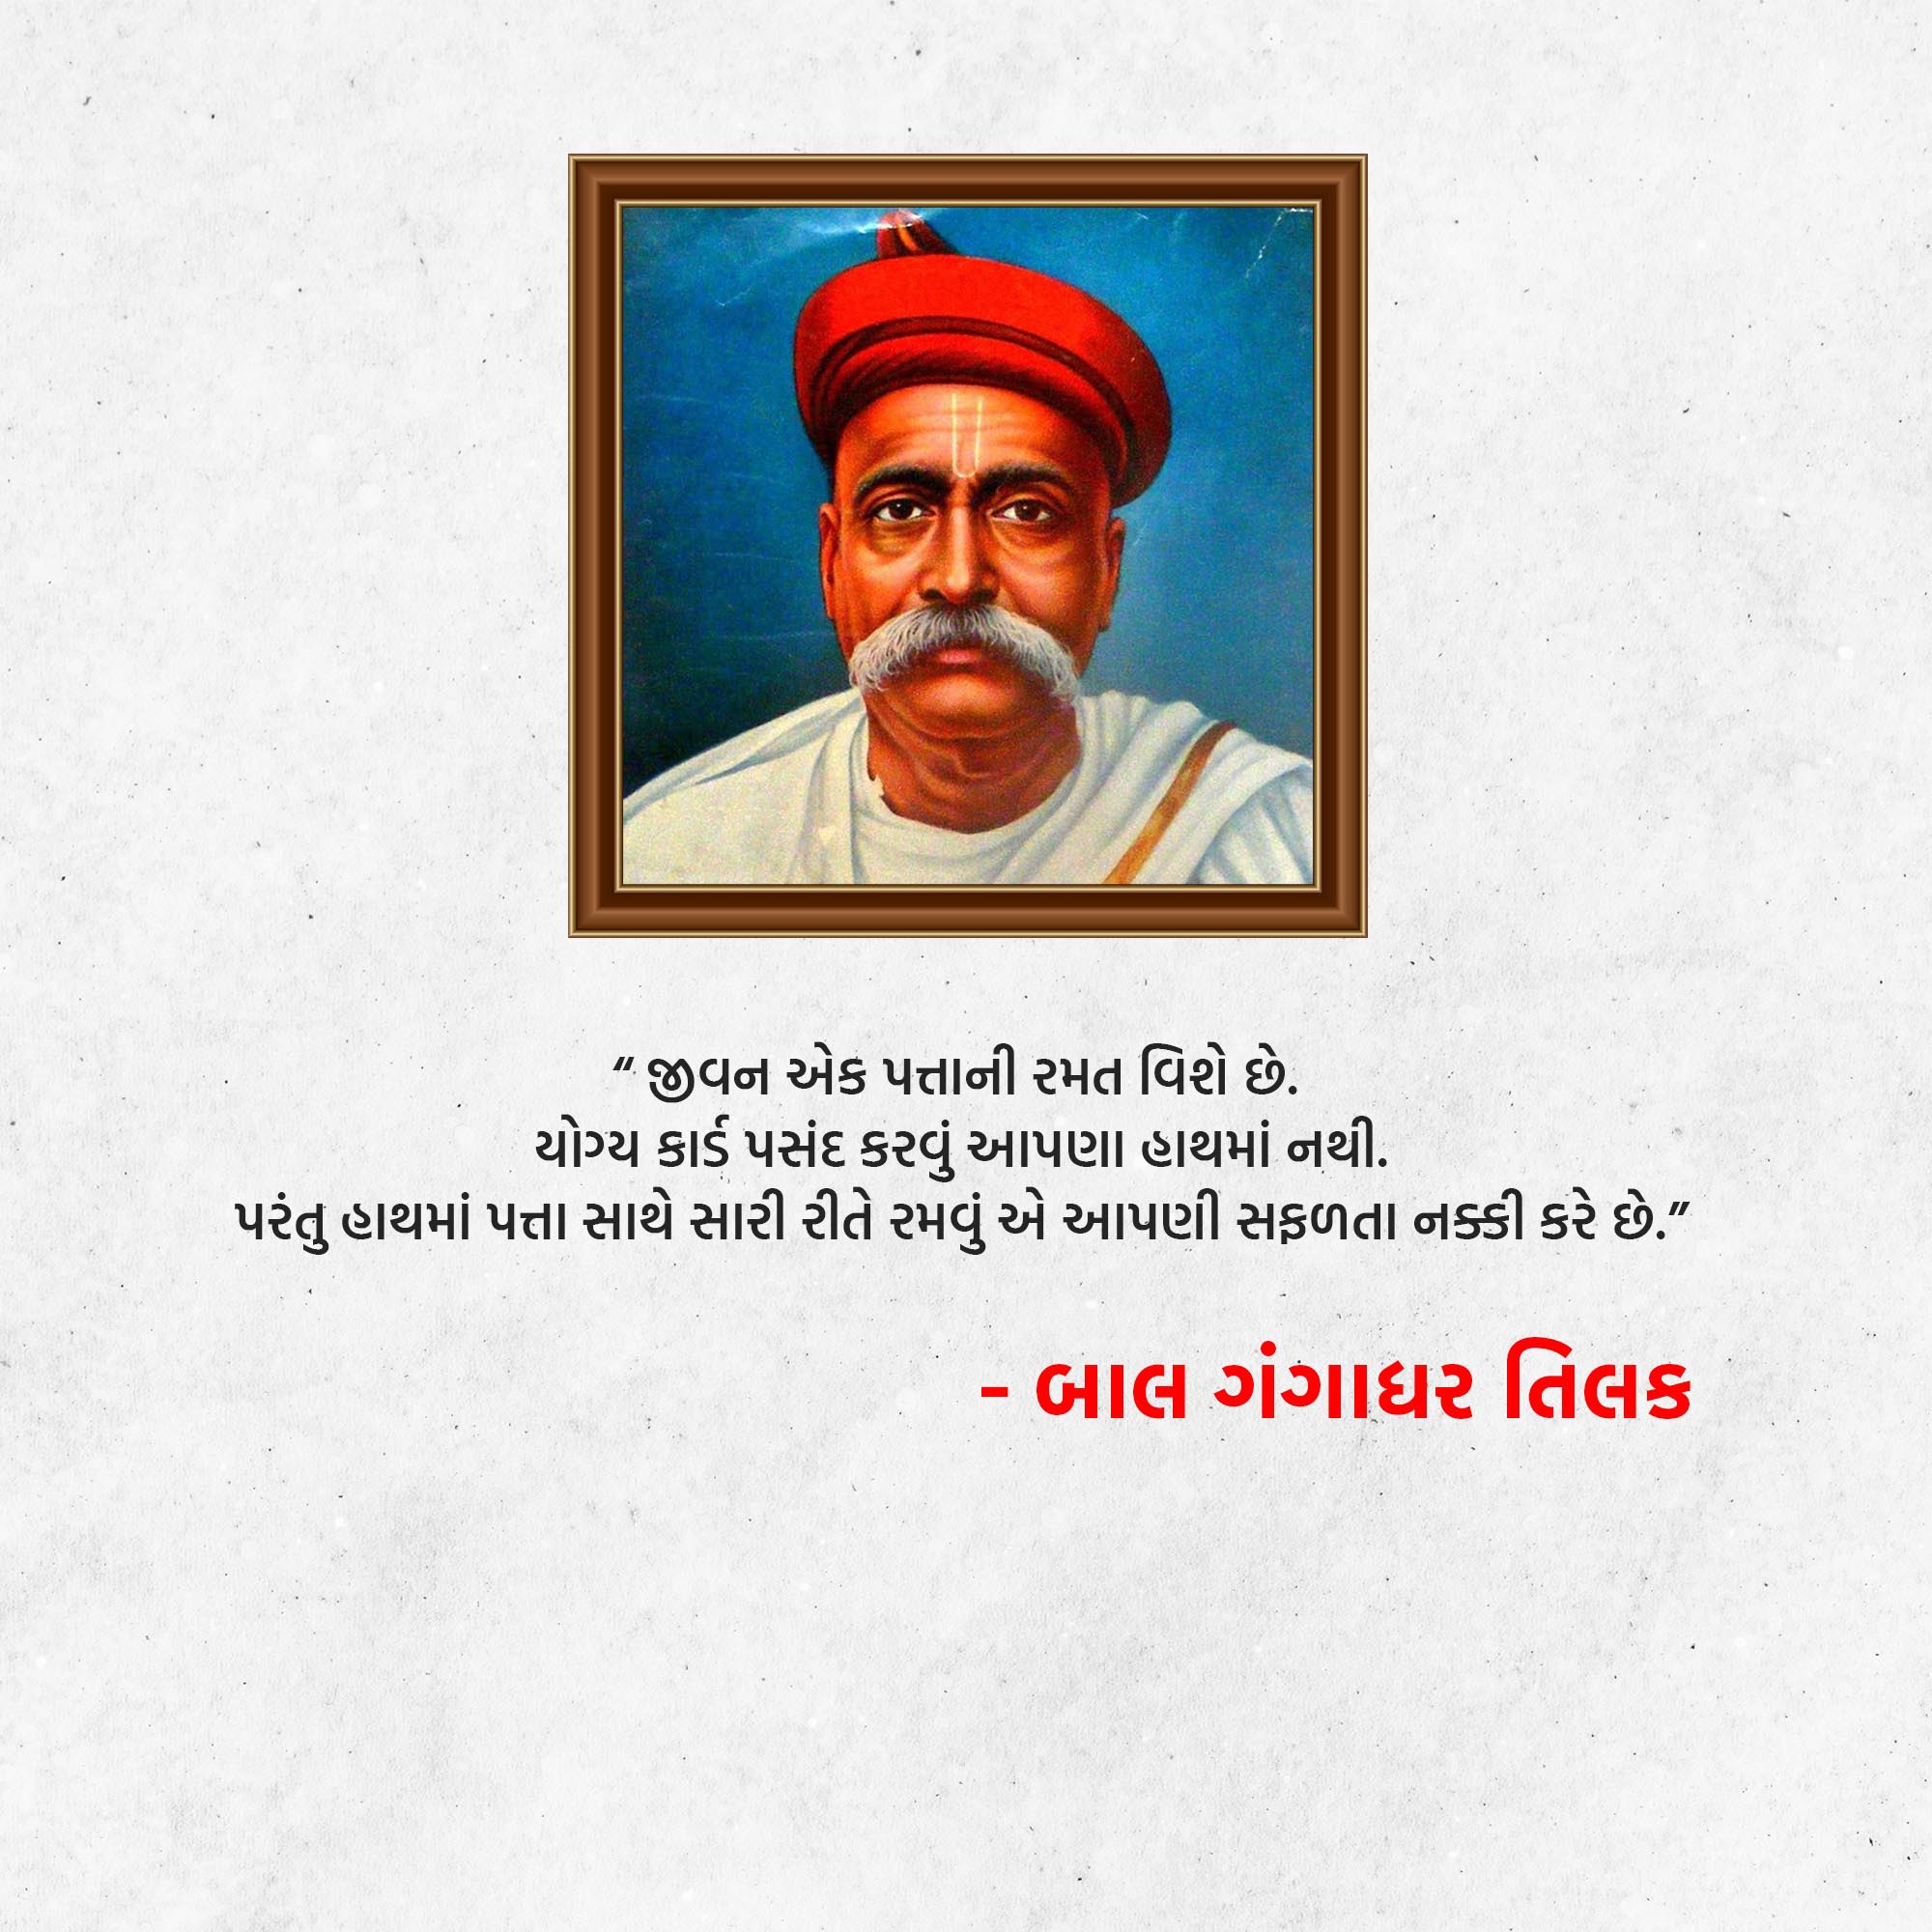 “ જીવન એક પત્તાની રમત વિશે છે.
યોગ્ય કાર્ડ પસંદ કરવું આપણા હાથમાં નથી.
પરંતુ હાથમાં પત્તા સાથે સારી રીતે રમવું એ આપણી સફળતા નક્કી કરે છે.”
- બાલ ગંગાધર તિલક